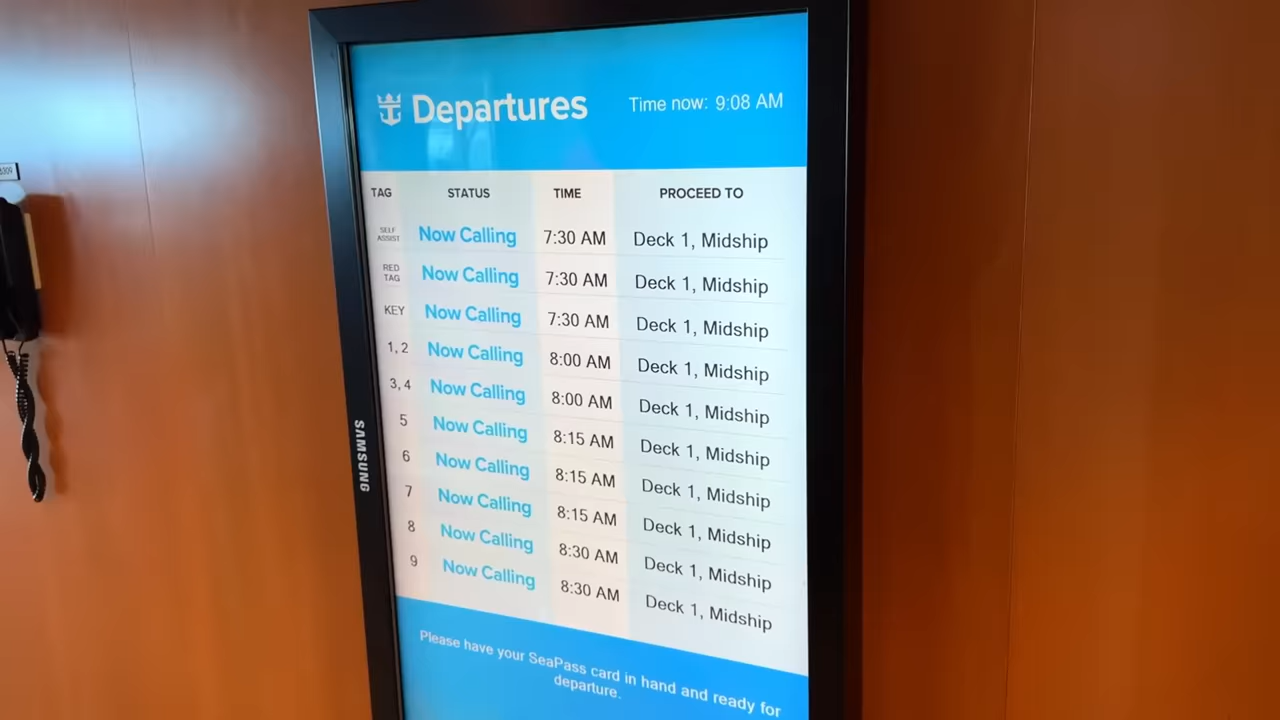 Departures Time now: 9:08 AM
TAG STATUS TIME PROCEED TO
SELF ASSIST Now Calling 7:30 AM Deck 1, Midship
RED TAG Now Calling 7:30 AM Deck 1, Midship
KEY Now Calling 7:30 AM Deck 1, Midship
1, 2 Now Calling 8:00 AM Deck 1, Midship
3, 4 Now Calling 8:00 AM Deck 1, Midship
5 Now Calling 8:15 AM Deck 1, Midship
6 Now Calling 8:15 AM Deck 1, Midship
7 Now Calling 8:15 AM Deck 1, Midship
8 Now Calling 8:30 AM Deck 1, Midship
9 Now Calling 8:30 AM Deck 1, Midship
Please have your SeaPass card in hand and ready for
departure.
SAMSUNG